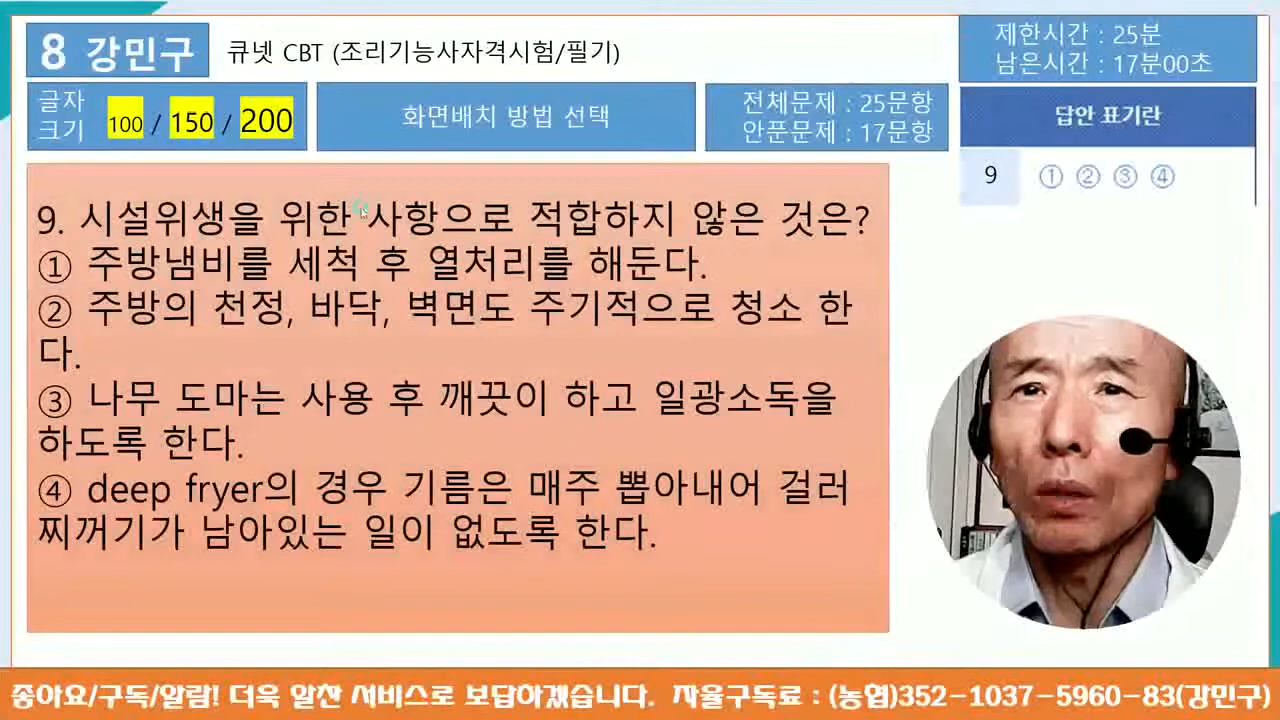 8 강민구
큐넷 CBT (조리기능사자격시험/필기)
제한시간 : 25분
남은시간 : 17분00초
글자
크기
100 / 150 / 200
화면배치 방법 선택
전체문제 : 25문항
안푼문제 : 17문항
답안 표기란
9 ① ② ③ ④
9. 시설위생을 위한 사항으로 적합하지 않은 것은?
① 주방냄비를 세척 후 열처리를 해둔다.
② 주방의 천정, 바닥, 벽면도 주기적으로 청소 한
다.
③ 나무 도마는 사용 후 깨끗이 하고 일광소독을
하도록 한다.
④ deep fryer의 경우 기름은 매주 뽑아내어 걸러
찌꺼기가 남아있는 일이 없도록 한다.
좋아요/구독/알람! 더욱 알찬 서비스로 보답하겠습니다. 자율구독료 : (농협)352-1037-5960-83(강민구)